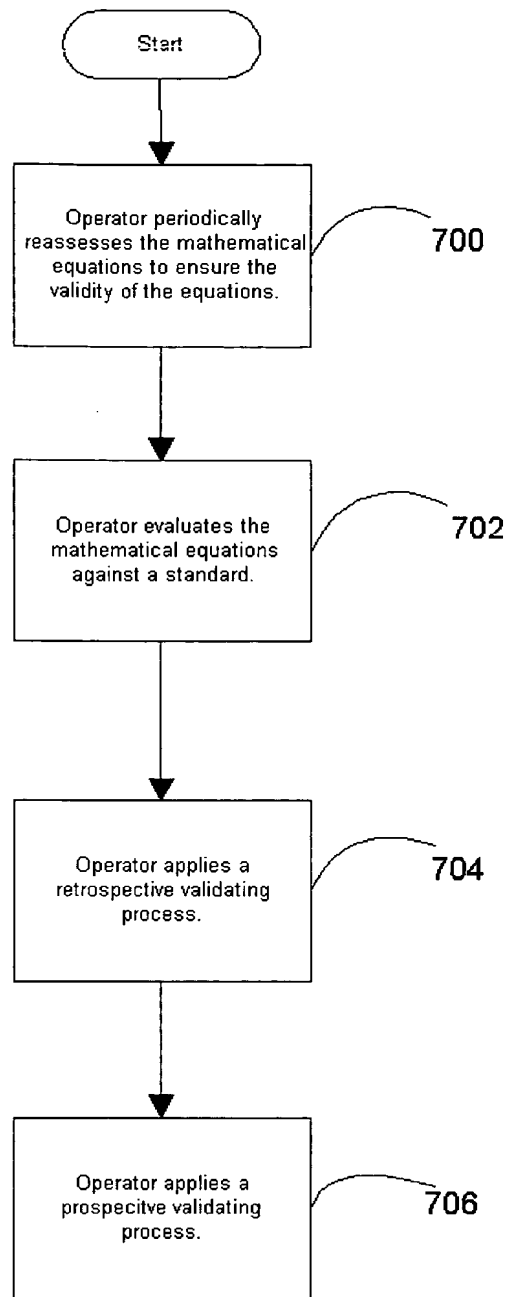 Start
Operator periodically
reassesses the mathematical
equations to ensure the
validity of the equations.
700
Operator evaluates the
mathematical equations
against a standard.
702
Operator applies a
retrospective validating
process.
704
Operator applies a
prospecitve validating
process.
706